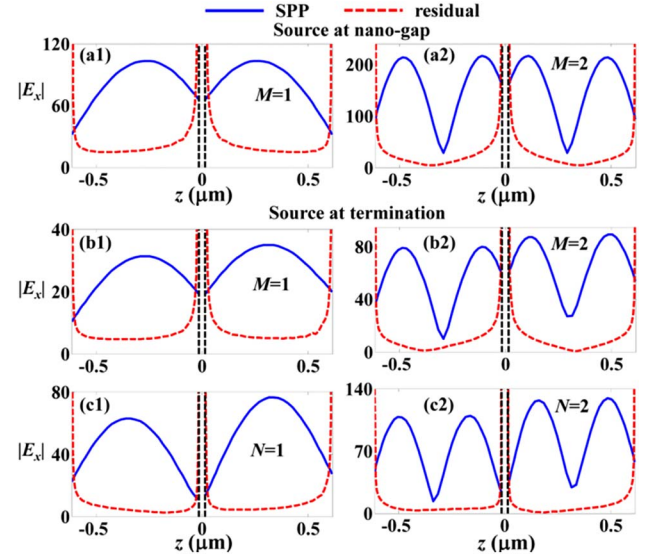 SPP residual
Source at nano-gap
120
60
0
|Eₓ|
(a1)
M=1
-0.5 0 0.5
z (μm)
200
100
0
(a2)
M=2
-0.5 0 0.5
z (μm)
Source at termination
40
20
0
|Eₓ|
(b1)
M=1
-0.5 0 0.5
80
40
0
(b2)
M=2
-0.5 0 0.5
80
40
0
|Eₓ|
(c1)
N=1
-0.5 0 0.5
z (μm)
140
70
0
(c2)
N=2
-0.5 0 0.5
z (μm)